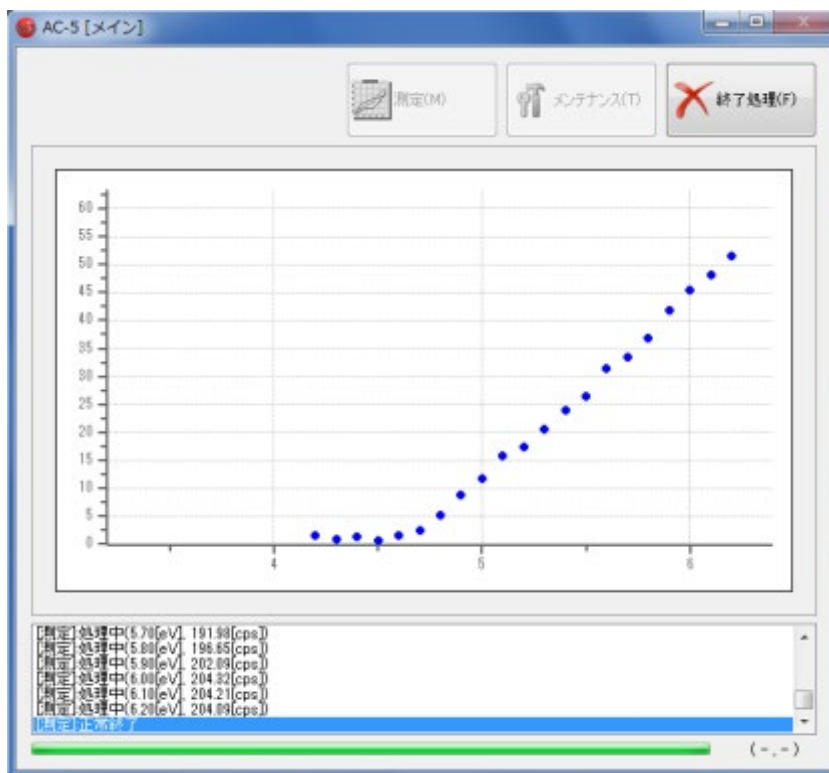 AC-5 [メイン]
測定(M)
メンテナンス(T)
終了処理(F)
60
55
50
45
40
35
30
25
20
15
10
5
0
4
5
6
[測定]:処理中(5.70[eV], 191.98[cps])
[測定]:処理中(5.80[eV], 196.65[cps])
[測定]:処理中(5.90[eV], 202.09[cps])
[測定]:処理中(6.00[eV], 204.32[cps])
[測定]:処理中(6.10[eV], 204.21[cps])
[測定]:処理中(6.20[eV], 204.09[cps])
[測定]:正常終了
(-,-)